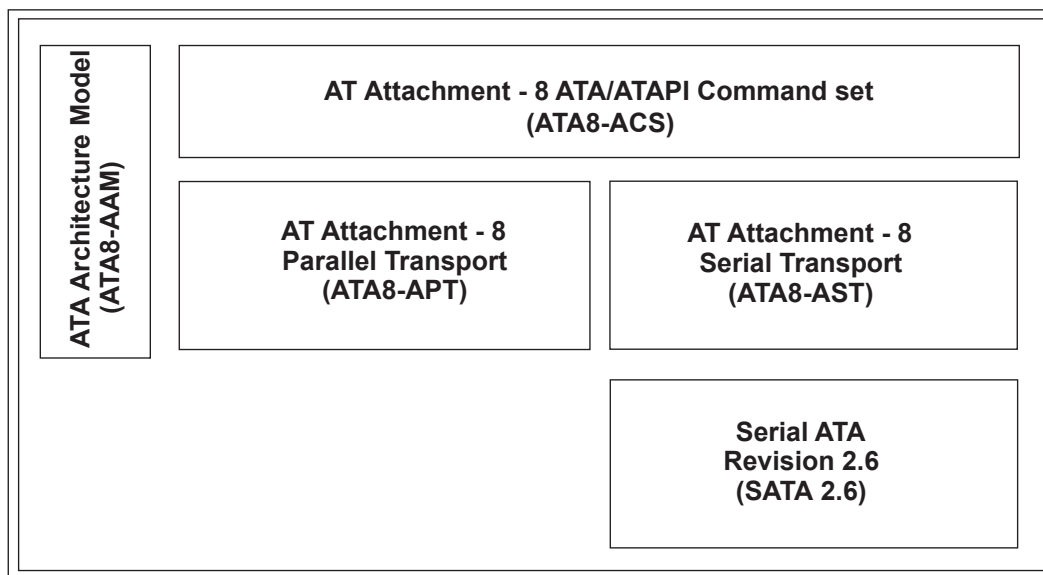 ATA Architecture Model
(ATA8-AAM)
AT Attachment - 8 ATA/ATAPI Command set
(ATA8-ACS)
AT Attachment - 8
Parallel Transport
(ATA8-APT)
AT Attachment - 8
Serial Transport
(ATA8-AST)
Serial ATA
Revision 2.6
(SATA 2.6)